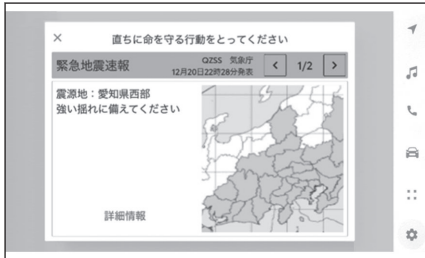 × 直ちに命を守る行動をとってください
緊急地震速報
QZSS 気象庁
12月20日22時28分発表
< 1/2 >
震源地：愛知県西部
強い揺れに備えてください
詳細情報